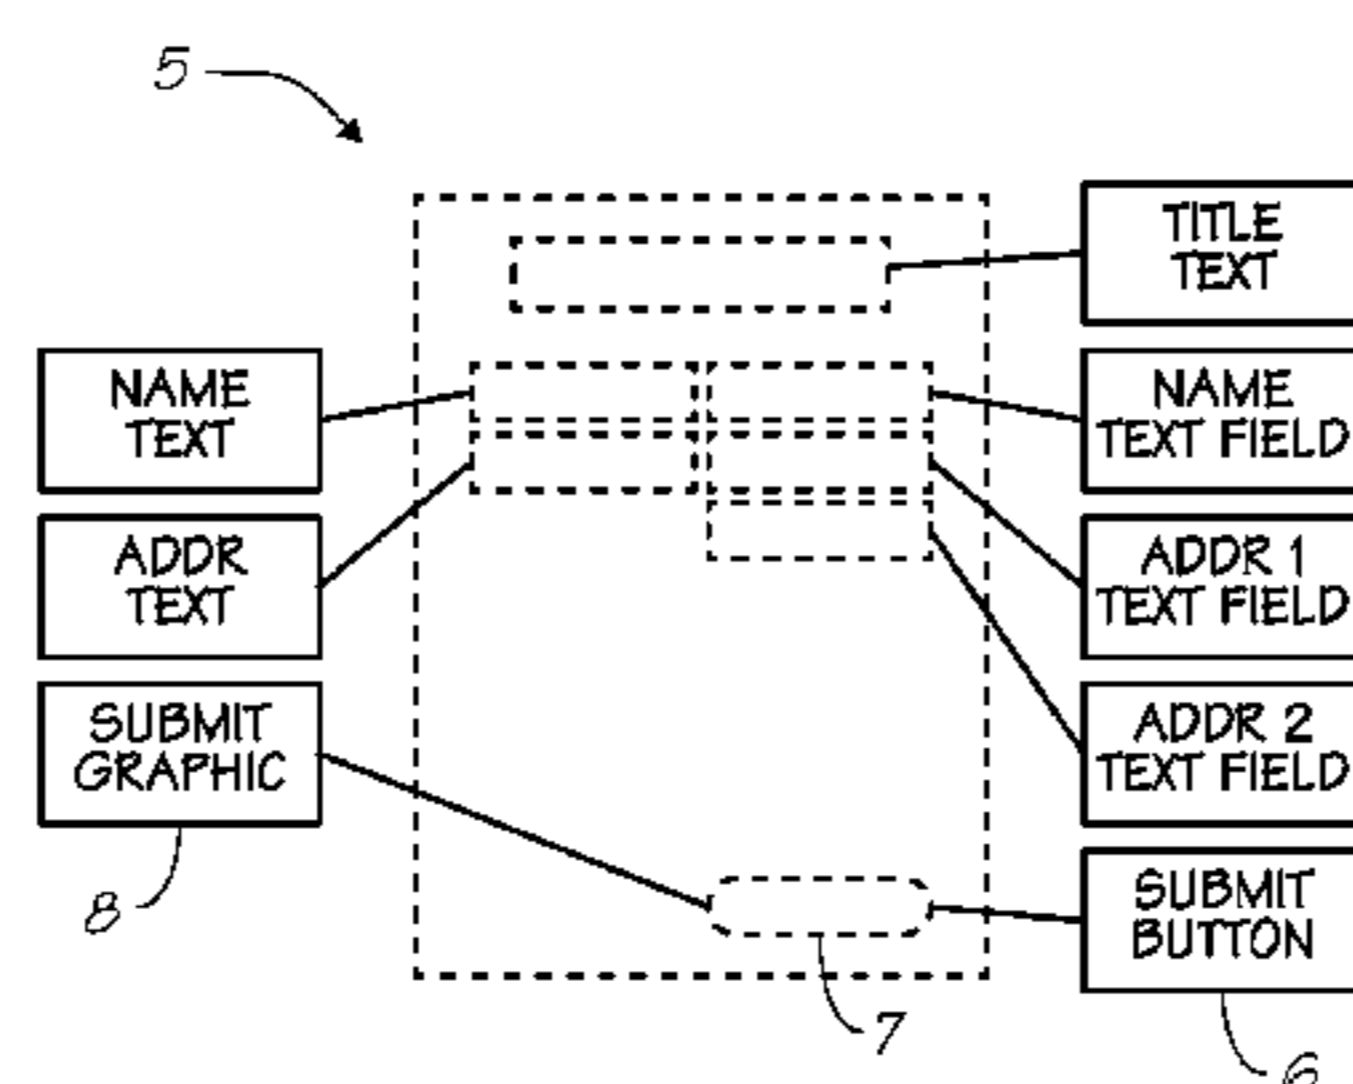 5
TITLE
TEXT
NAME
TEXT
NAME
TEXT FIELD
ADDR
TEXT
ADDR 1
TEXT FIELD
SUBMIT
GRAPHIC
ADDR 2
TEXT FIELD
8
SUBMIT
BUTTON
7
6